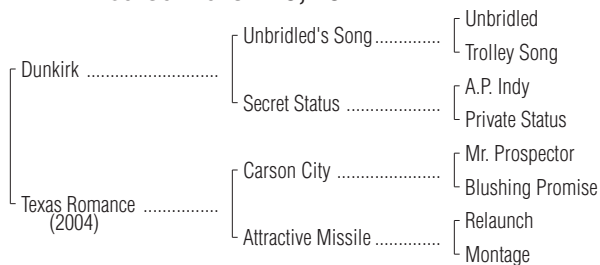 Unbridled
Unbridled's Song..............
Trolley Song
Dunkirk .............................
A.P. Indy
Secret Status ....................
Private Status
Mr. Prospector
Carson City ......................
Blushing Promise
Texas Romance ................
(2004)
Relaunch
Attractive Missile..............
Montage